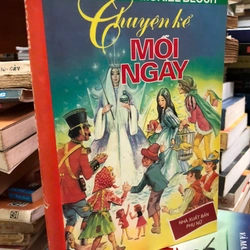 Chuyện kể
MỖI
NGÀY
NHÀ XUẤT BẢN
PHỤ NỮ